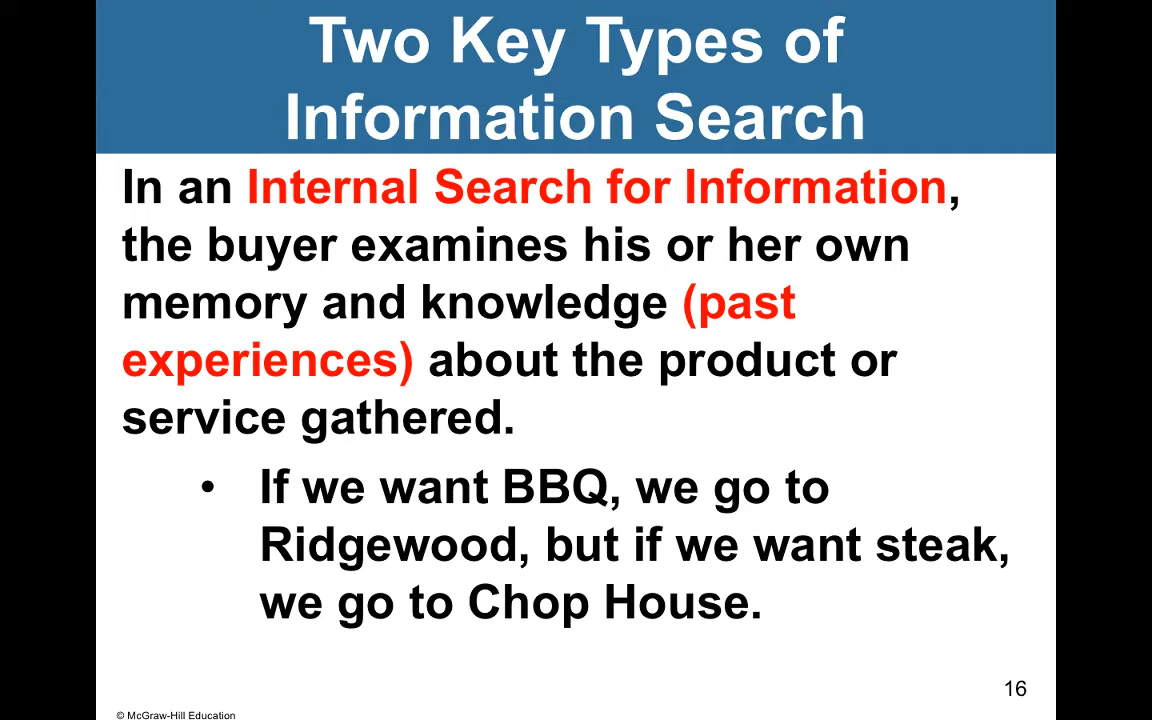 Two Key Types of
Information Search
In an Internal Search for Information,
the buyer examines his or her own
memory and knowledge (past
experiences) about the product or
service gathered.
• If we want BBQ, we go to
Ridgewood, but if we want steak,
we go to Chop House.
16
© McGraw-Hill Education